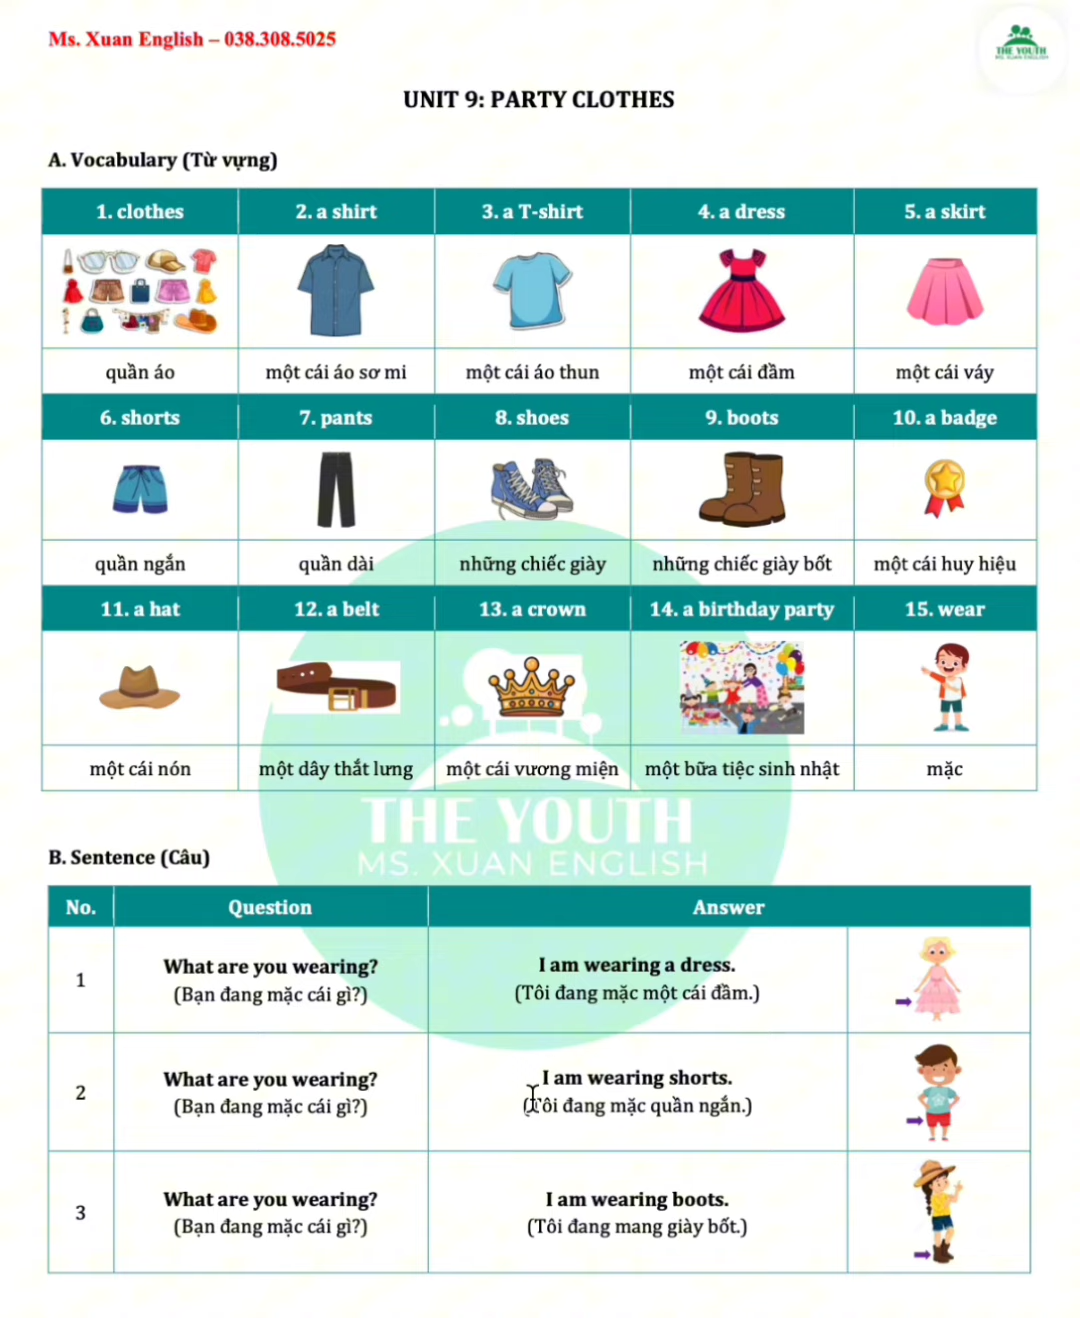 Ms. Xuan English – 038.308.5025
THE YOUTH
MS. XUAN ENGLISH
UNIT 9: PARTY CLOTHES
A. Vocabulary (Từ vựng)
1. clothes
2. a shirt
3. a T-shirt
4. a dress
5. a skirt
quần áo
một cái áo sơ mi
một cái áo thun
một cái đầm
một cái váy
6. shorts
7. pants
8. shoes
9. boots
10. a badge
quần ngắn
quần dài
những chiếc giày
những chiếc giày bốt
một cái huy hiệu
11. a hat
12. a belt
13. a crown
14. a birthday party
15. wear
một cái nón
một dây thắt lưng
một cái vương miện
một bữa tiệc sinh nhật
mặc
THE YOUTH
MS. XUAN ENGLISH
B. Sentence (Câu)
No.
Question
Answer
1
What are you wearing?
(Bạn đang mặc cái gì?)
I am wearing a dress.
(Tôi đang mặc một cái đầm.)
2
What are you wearing?
(Bạn đang mặc cái gì?)
I am wearing shorts.
(Tôi đang mặc quần ngắn.)
3
What are you wearing?
(Bạn đang mặc cái gì?)
I am wearing boots.
(Tôi đang mang giày bốt.)